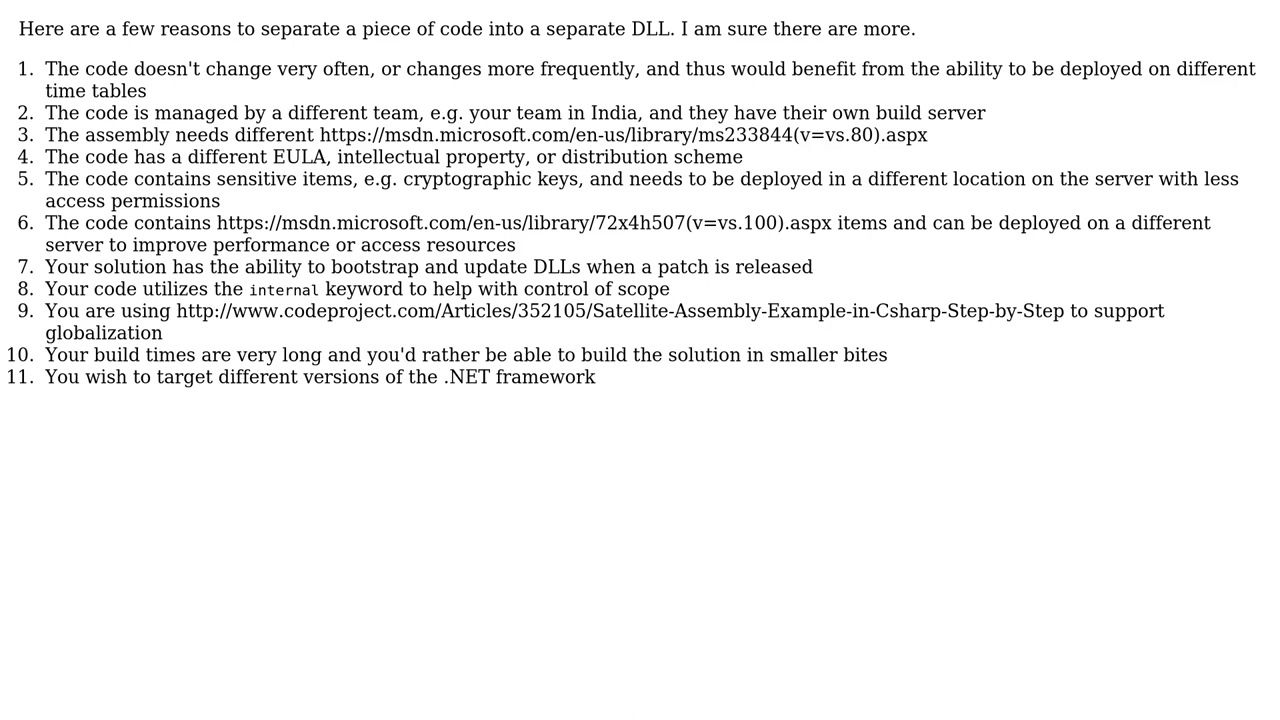 Here are a few reasons to separate a piece of code into a separate DLL. I am sure there are more.
1. The code doesn't change very often, or changes more frequently, and thus would benefit from the ability to be deployed on different
time tables
2. The code is managed by a different team, e.g. your team in India, and they have their own build server
3. The assembly needs different https://msdn.microsoft.com/en-us/library/ms233844(v=vs.80).aspx
4. The code has a different EULA, intellectual property, or distribution scheme
5. The code contains sensitive items, e.g. cryptographic keys, and needs to be deployed in a different location on the server with less
access permissions
6. The code contains https://msdn.microsoft.com/en-us/library/72x4h507(v=vs.100).aspx items and can be deployed on a different
server to improve performance or access resources
7. Your solution has the ability to bootstrap and update DLLs when a patch is released
8. Your code utilizes the internal keyword to help with control of scope
9. You are using http://www.codeproject.com/Articles/352105/Satellite-Assembly-Example-in-Csharp-Step-by-Step to support
globalization
10. Your build times are very long and you'd rather be able to build the solution in smaller bites
11. You wish to target different versions of the .NET framework